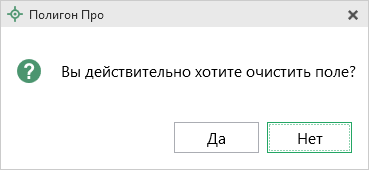 Полигон Про
Вы действительно хотите очистить поле?
Да
Нет